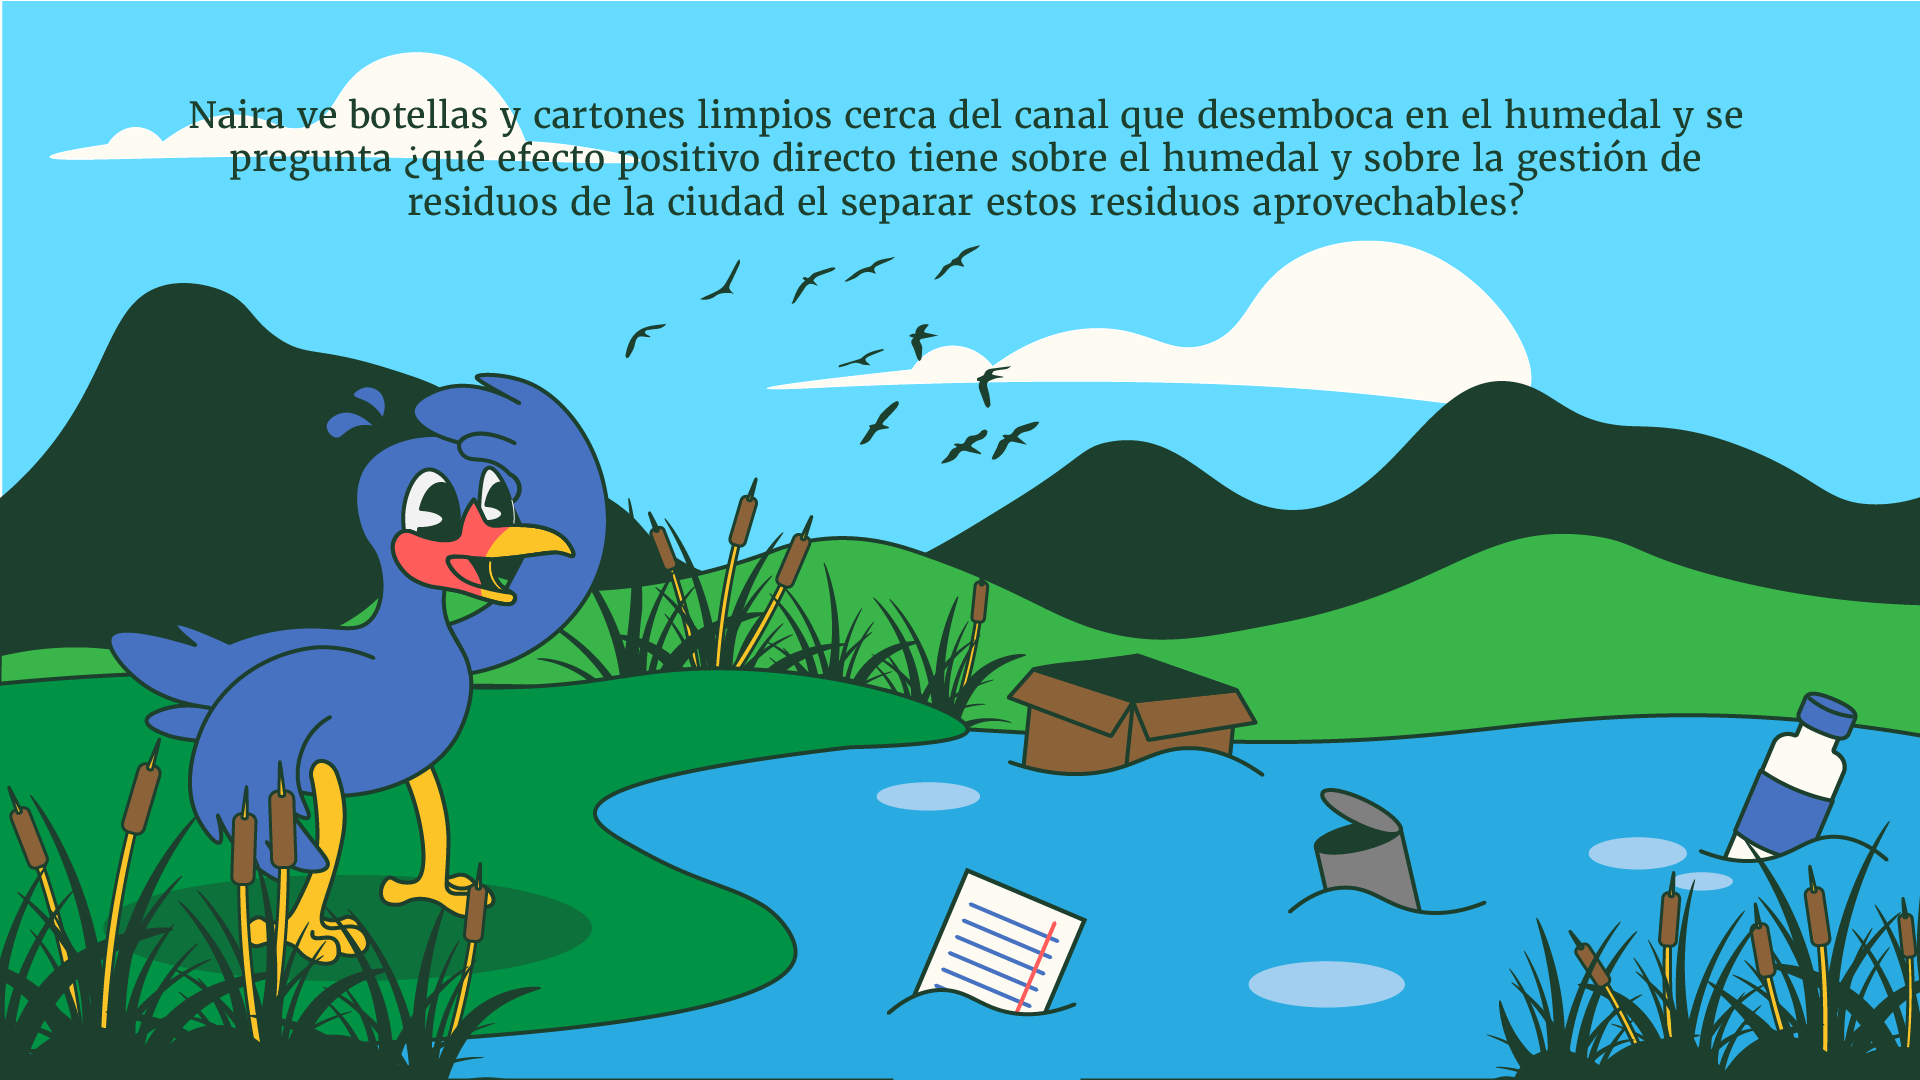 Naira ve botellas y cartones limpios cerca del canal que desemboca en el humedal y se
pregunta ¿qué efecto positivo directo tiene sobre el humedal y sobre la gestión de
residuos de la ciudad el separar estos residuos aprovechables?